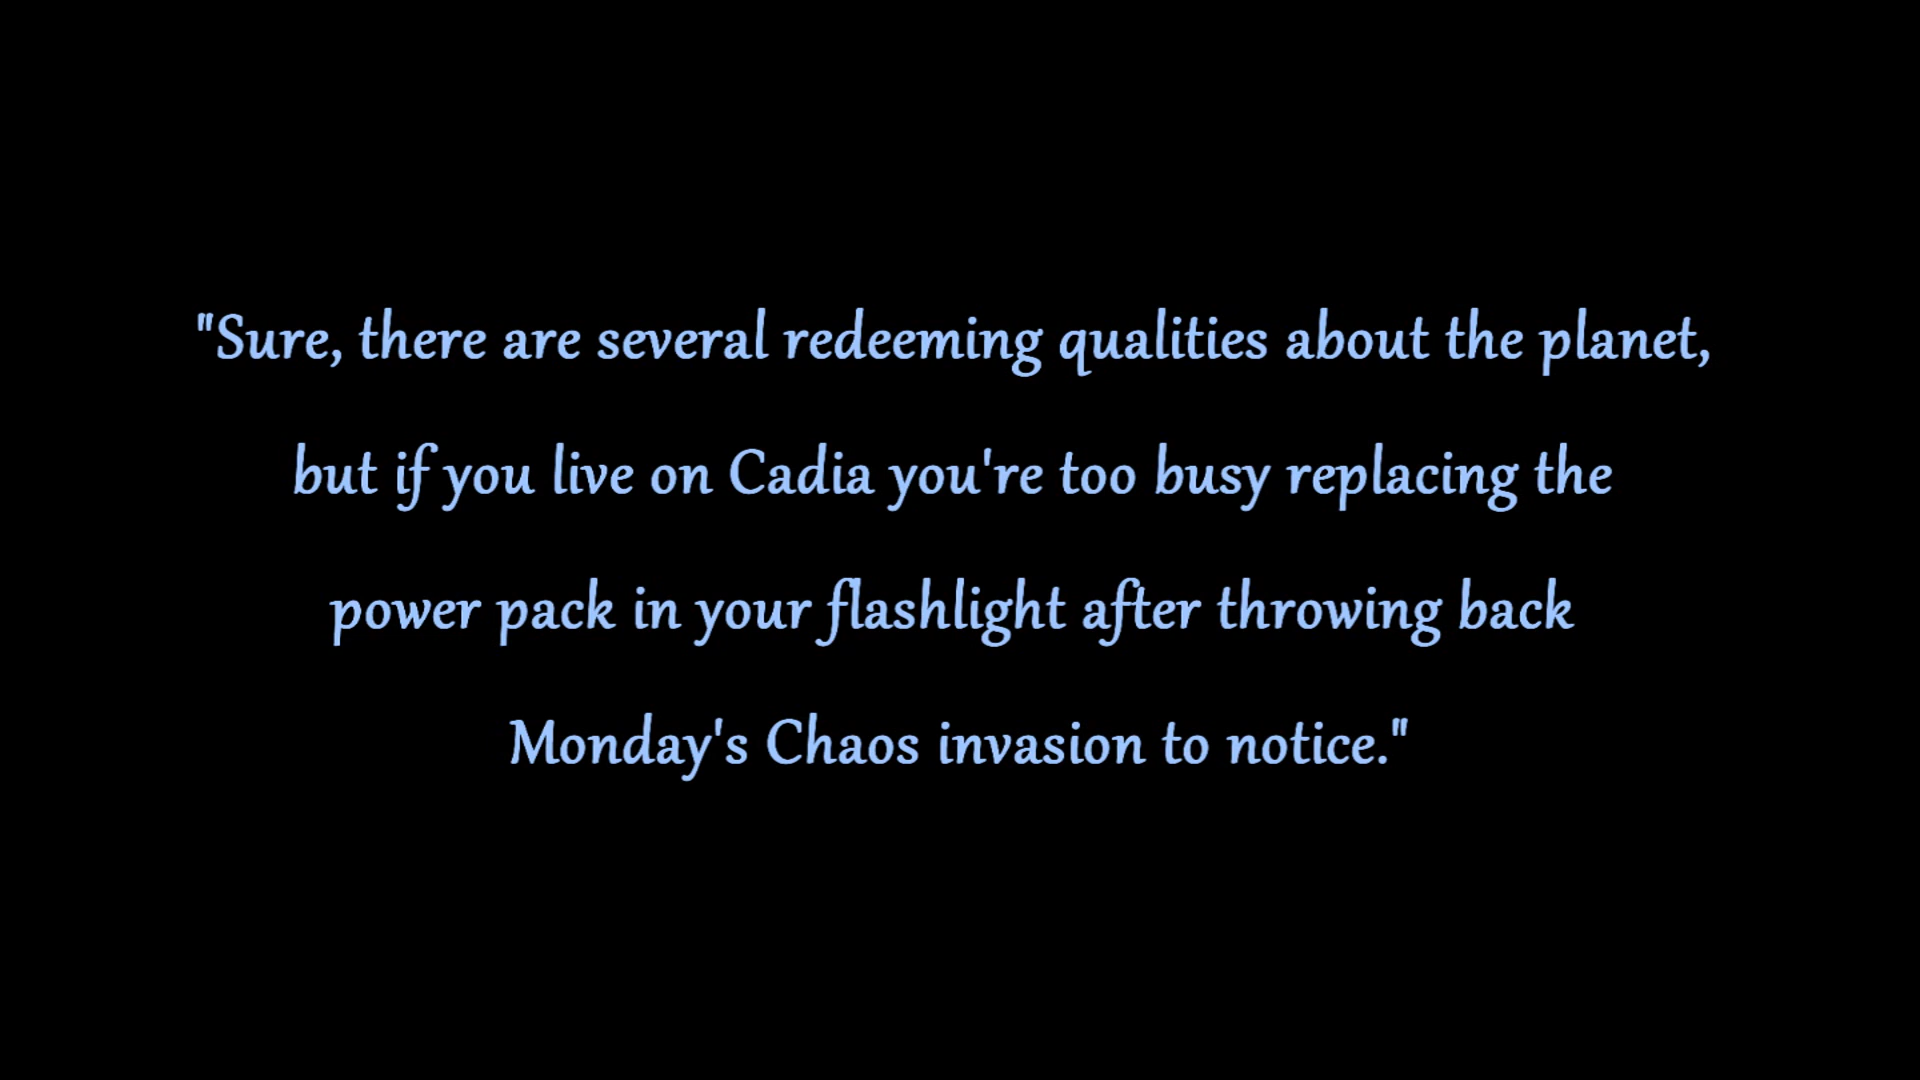 "Sure, there are several redeeming qualities about the planet,
but if you live on Cadia you're too busy replacing the
power pack in your flashlight after throwing back
Monday's Chaos invasion to notice."